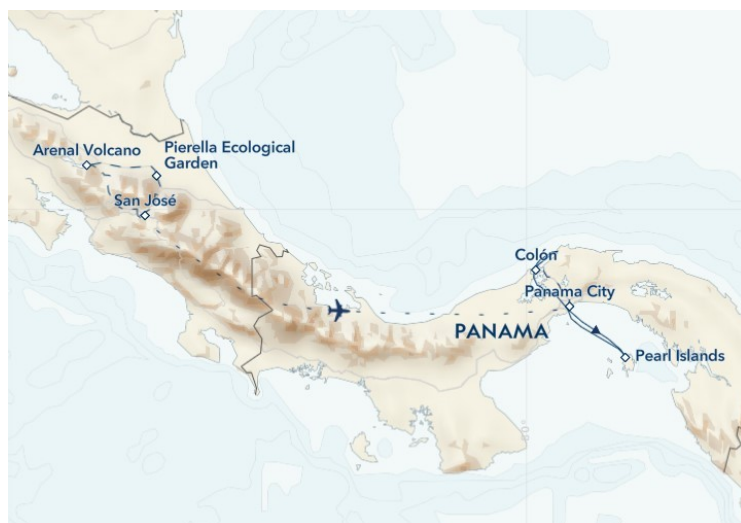 Arenal Volcano
Pierella Ecological
Garden
San José
Colón
Panama City
PANAMA
Pearl Islands